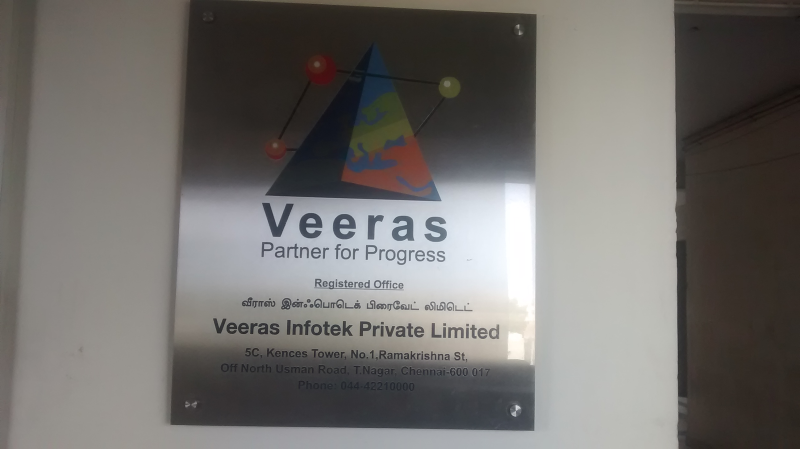 Veeras
Partner for Progress
Registered Office
வீராஸ் இன்ஃபொடெக் பிரைவேட் லிமிடெட்
Veeras Infotek Private Limited
5C, Kences Tower, No.1,Ramakrishna St,
Off North Usman Road, T.Nagar, Chennai-600 017
Phone: 044-42210000